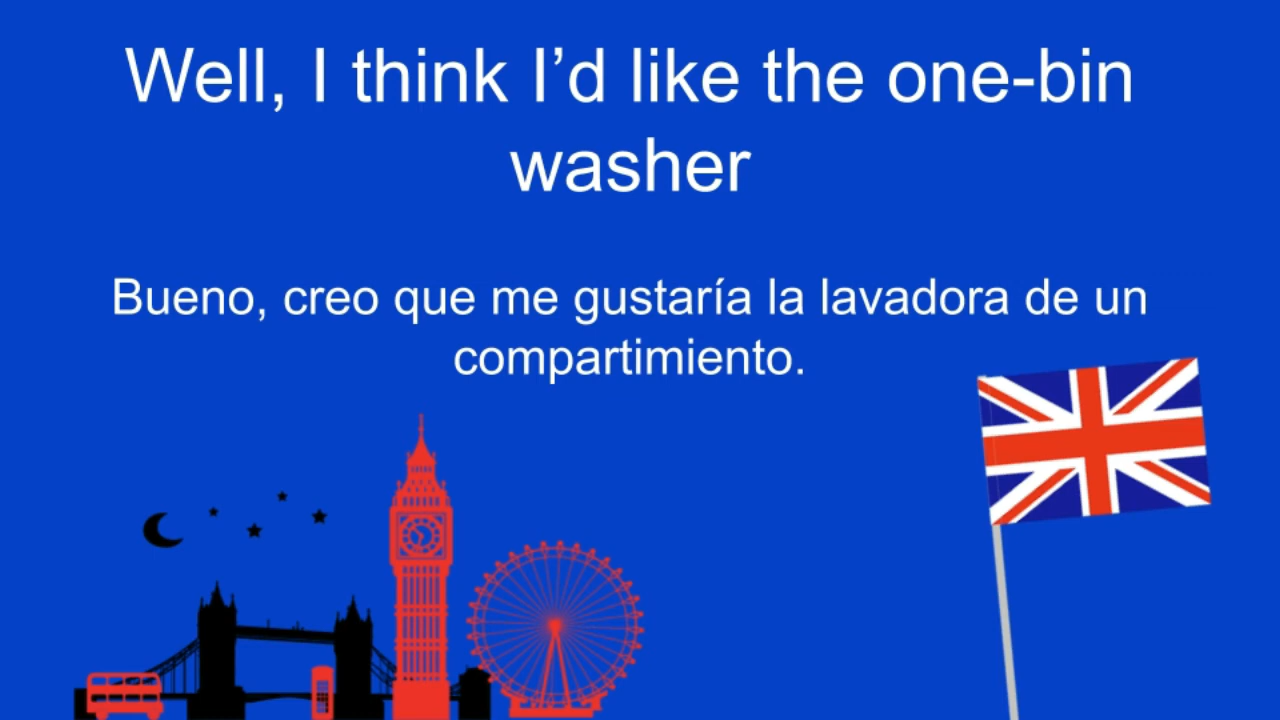 Well, I think I’d like the one-bin
washer
Bueno, creo que me gustaría la lavadora de un
compartimiento.